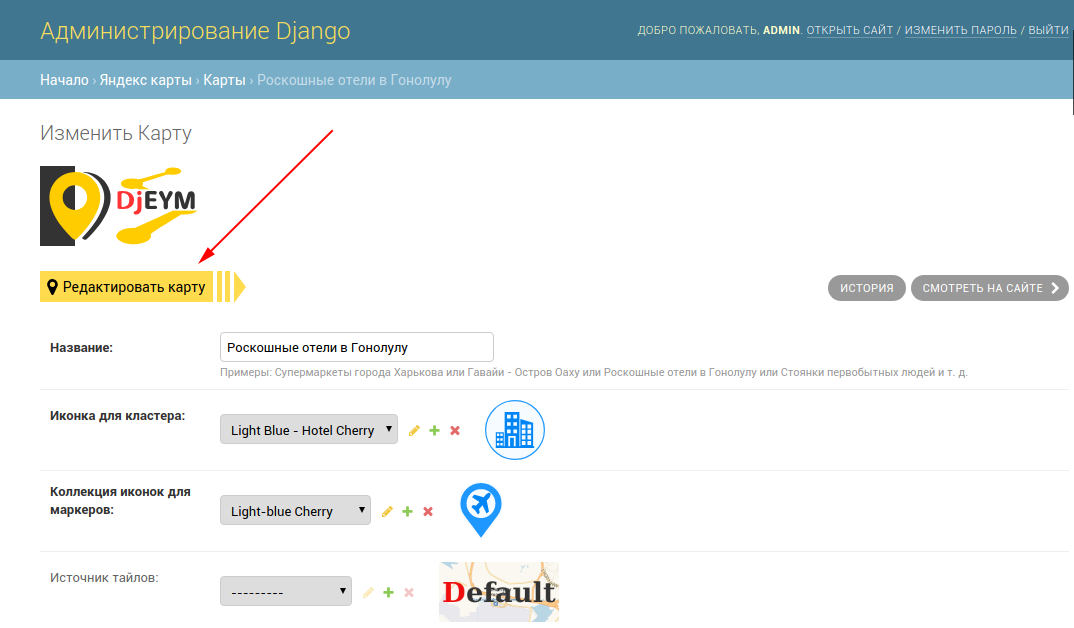 Администрирование Django
ДОБРО ПОЖАЛОВАТЬ, ADMIN. ОТКРЫТЬ САЙТ / ИЗМЕНИТЬ ПАРОЛЬ / ВЫЙТИ
Начало › Яндекс карты › Карты › Роскошные отели в Гонолулу
Изменить Карту
DjEYM
Редактировать карту
ИСТОРИЯ
СМОТРЕТЬ НА САЙТЕ
Название:
Роскошные отели в Гонолулу
Примеры: Супермаркеты города Харькова или Гавайи - Остров Оаху или Роскошные отели в Гонолулу или Стоянки первобытных людей и т. д.
Иконка для кластера:
Light Blue - Hotel Cherry
Коллекция иконок для
маркеров:
Light-blue Cherry
Источник тайлов:
---------
Default